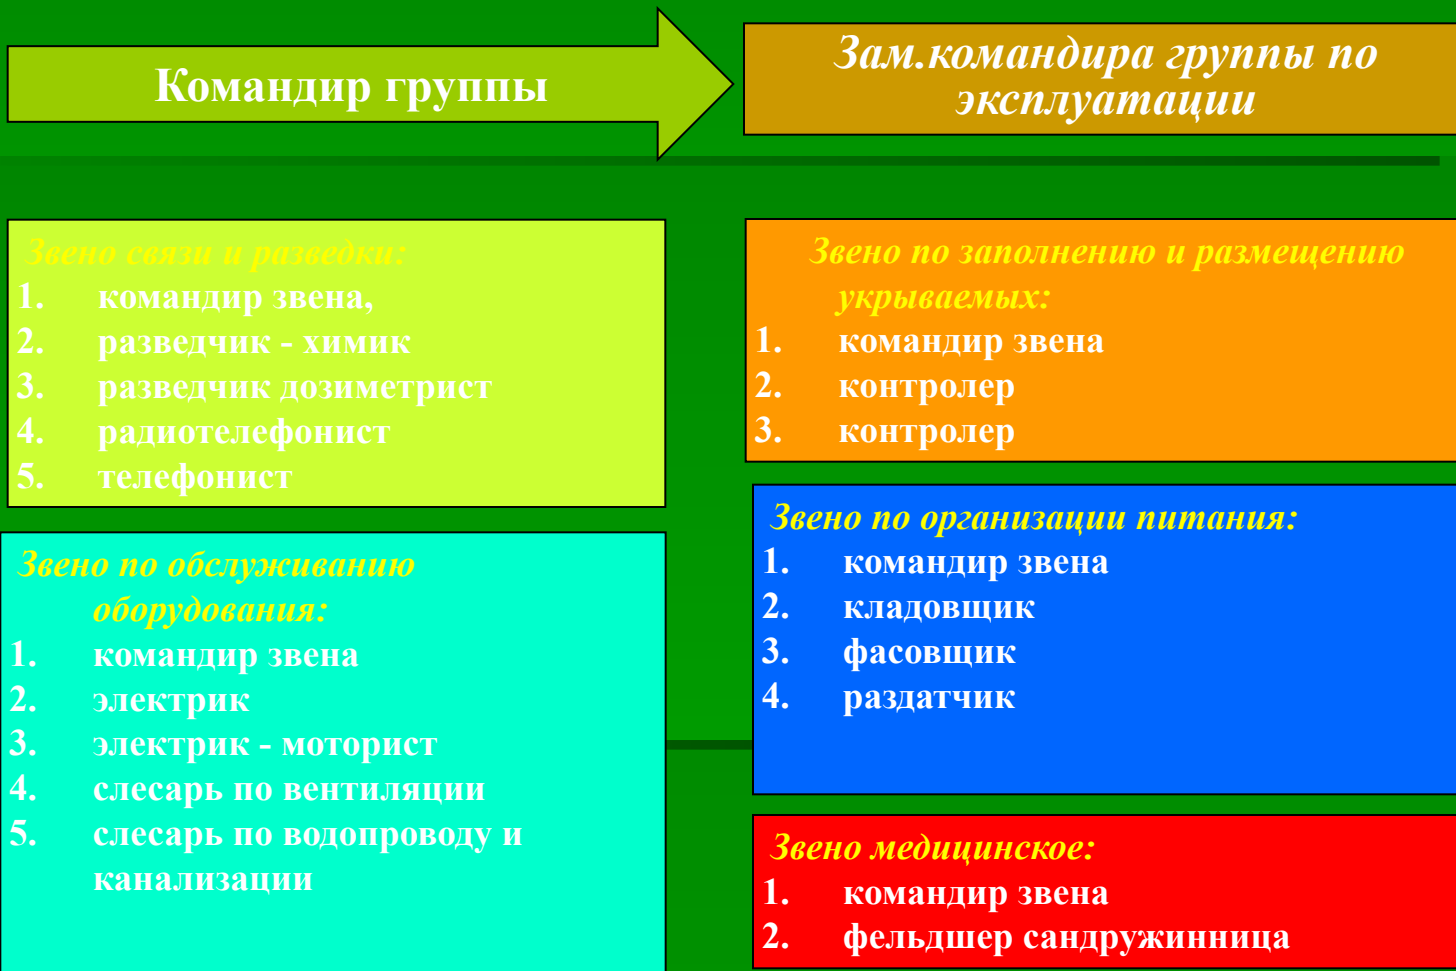 Командир группы
Зам.командира группы по
эксплуатации
Звено связи и разведки:
1. командир звена,
2. разведчик - химик
3. разведчик дозиметрист
4. радиотелефонист
5. телефонист
Звено по обслуживанию
оборудования:
1. командир звена
2. электрик
3. электрик - моторист
4. слесарь по вентиляции
5. слесарь по водопроводу и
канализации
Звено по заполнению и размещению
укрываемых:
1. командир звена
2. контролер
3. контролер
Звено по организации питания:
1. командир звена
2. кладовщик
3. фасовщик
4. раздатчик
Звено медицинское:
1. командир звена
2. фельдшер сандружинница